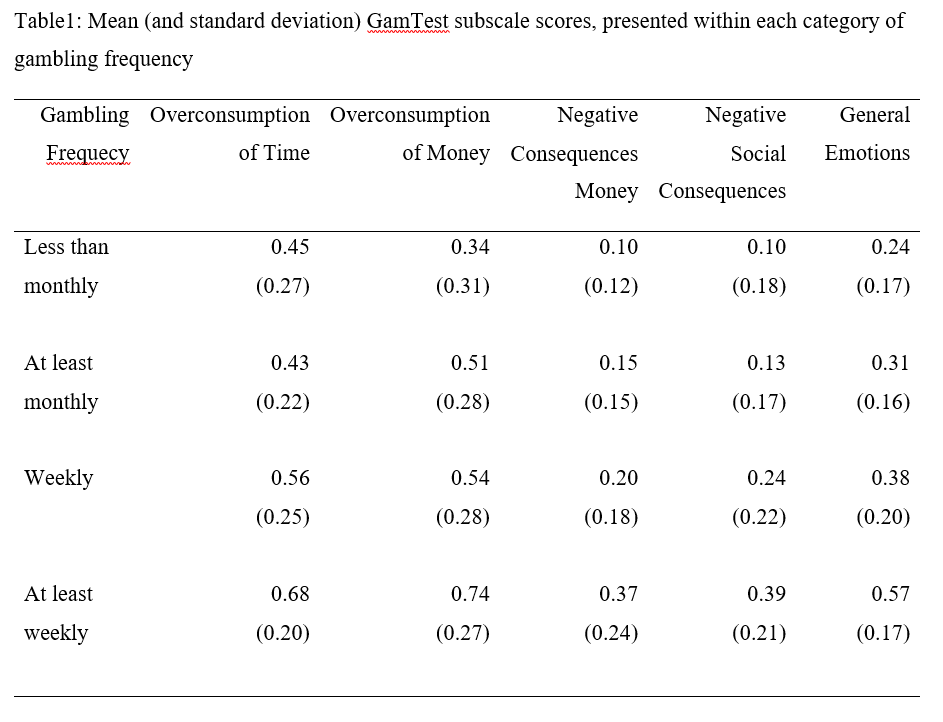 Table1: Mean (and standard deviation) GamTest subscale scores, presented within each category of
gambling frequency
Gambling Overconsumption Overconsumption Negative Negative General
Frequecy of Time of Money Consequences Social Emotions
Money Consequences
Less than 0.45 0.34 0.10 0.10 0.24
monthly (0.27) (0.31) (0.12) (0.18) (0.17)
At least 0.43 0.51 0.15 0.13 0.31
monthly (0.22) (0.28) (0.15) (0.17) (0.16)
Weekly 0.56 0.54 0.20 0.24 0.38
(0.25) (0.28) (0.18) (0.22) (0.20)
At least 0.68 0.74 0.37 0.39 0.57
weekly (0.20) (0.27) (0.24) (0.21) (0.17)